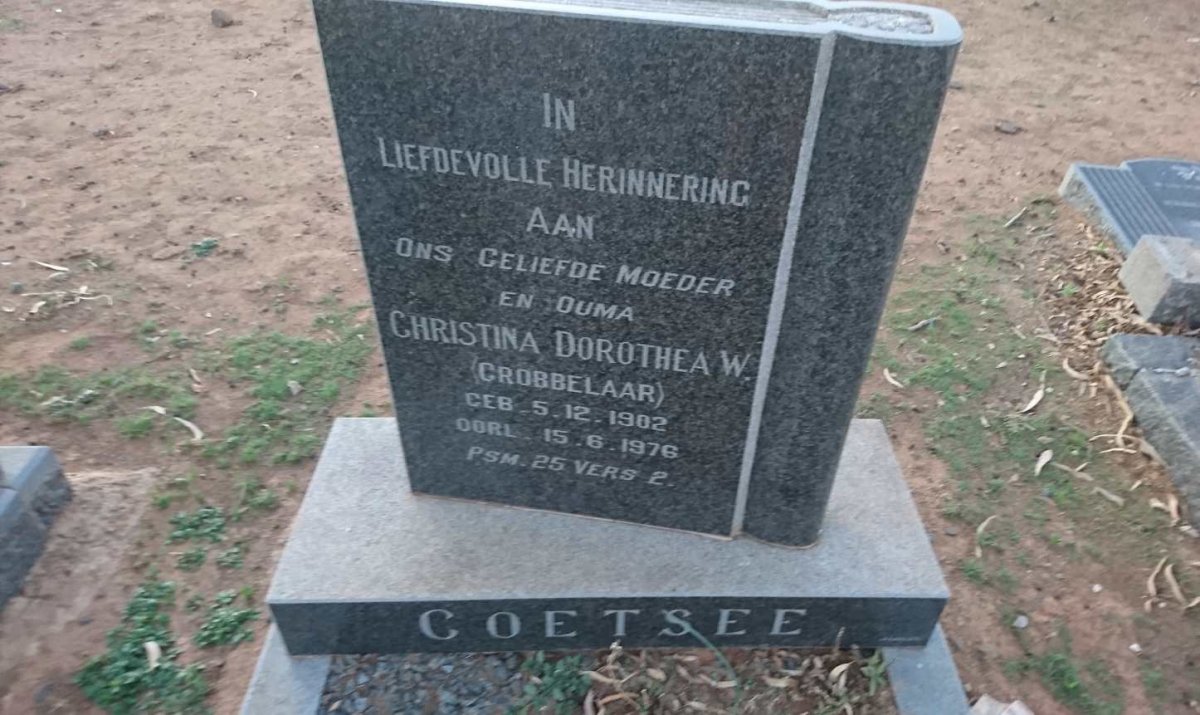 IN
LIEFDEVOLLE HERINNERING
AAN
ONS GELIEFDE MOEDER
EN OUMA
CHRISTINA DOROTHEA W.
(GROBBELAAR)
GEB. 5.12.1902
OORL. 15.6.1976
PSM. 25 VERS 2.
COETSEE